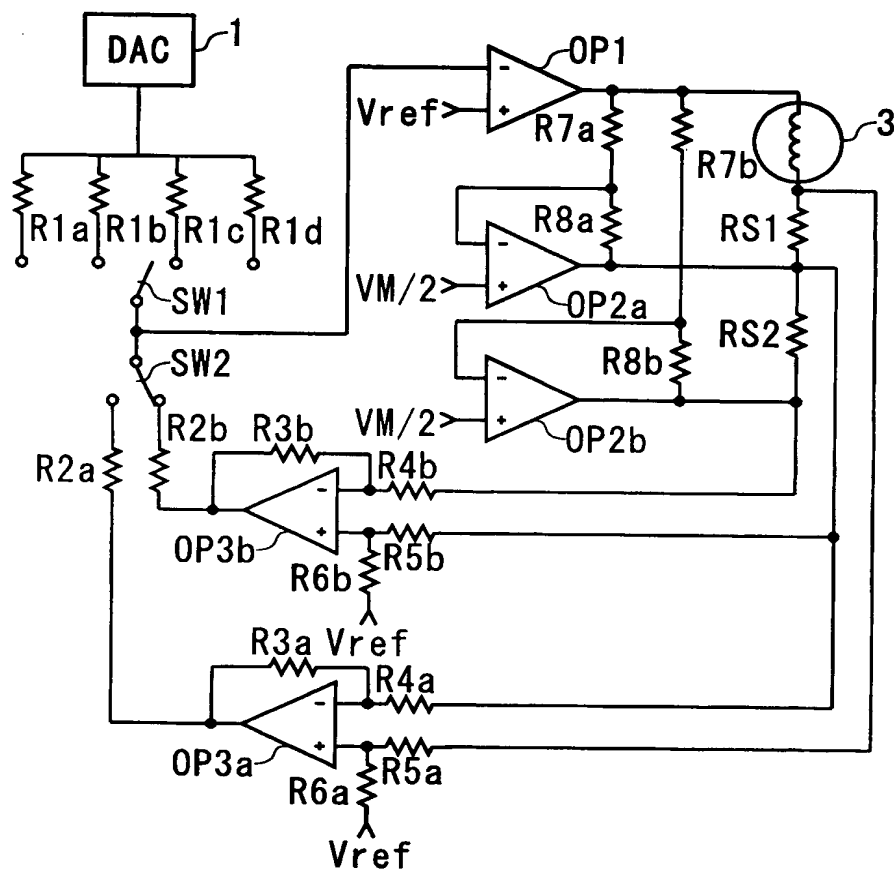 DAC
1
OP1
Vref
R7a
R7b
3
R1a
R1b
R1c
R1d
R8a
RS1
SW1
VM/2
OP2a
SW2
R8b
RS2
VM/2
OP2b
R2b
R2a
R3b
R4b
OP3b
R5b
R6b
Vref
R3a
R4a
OP3a
R5a
R6a
Vref